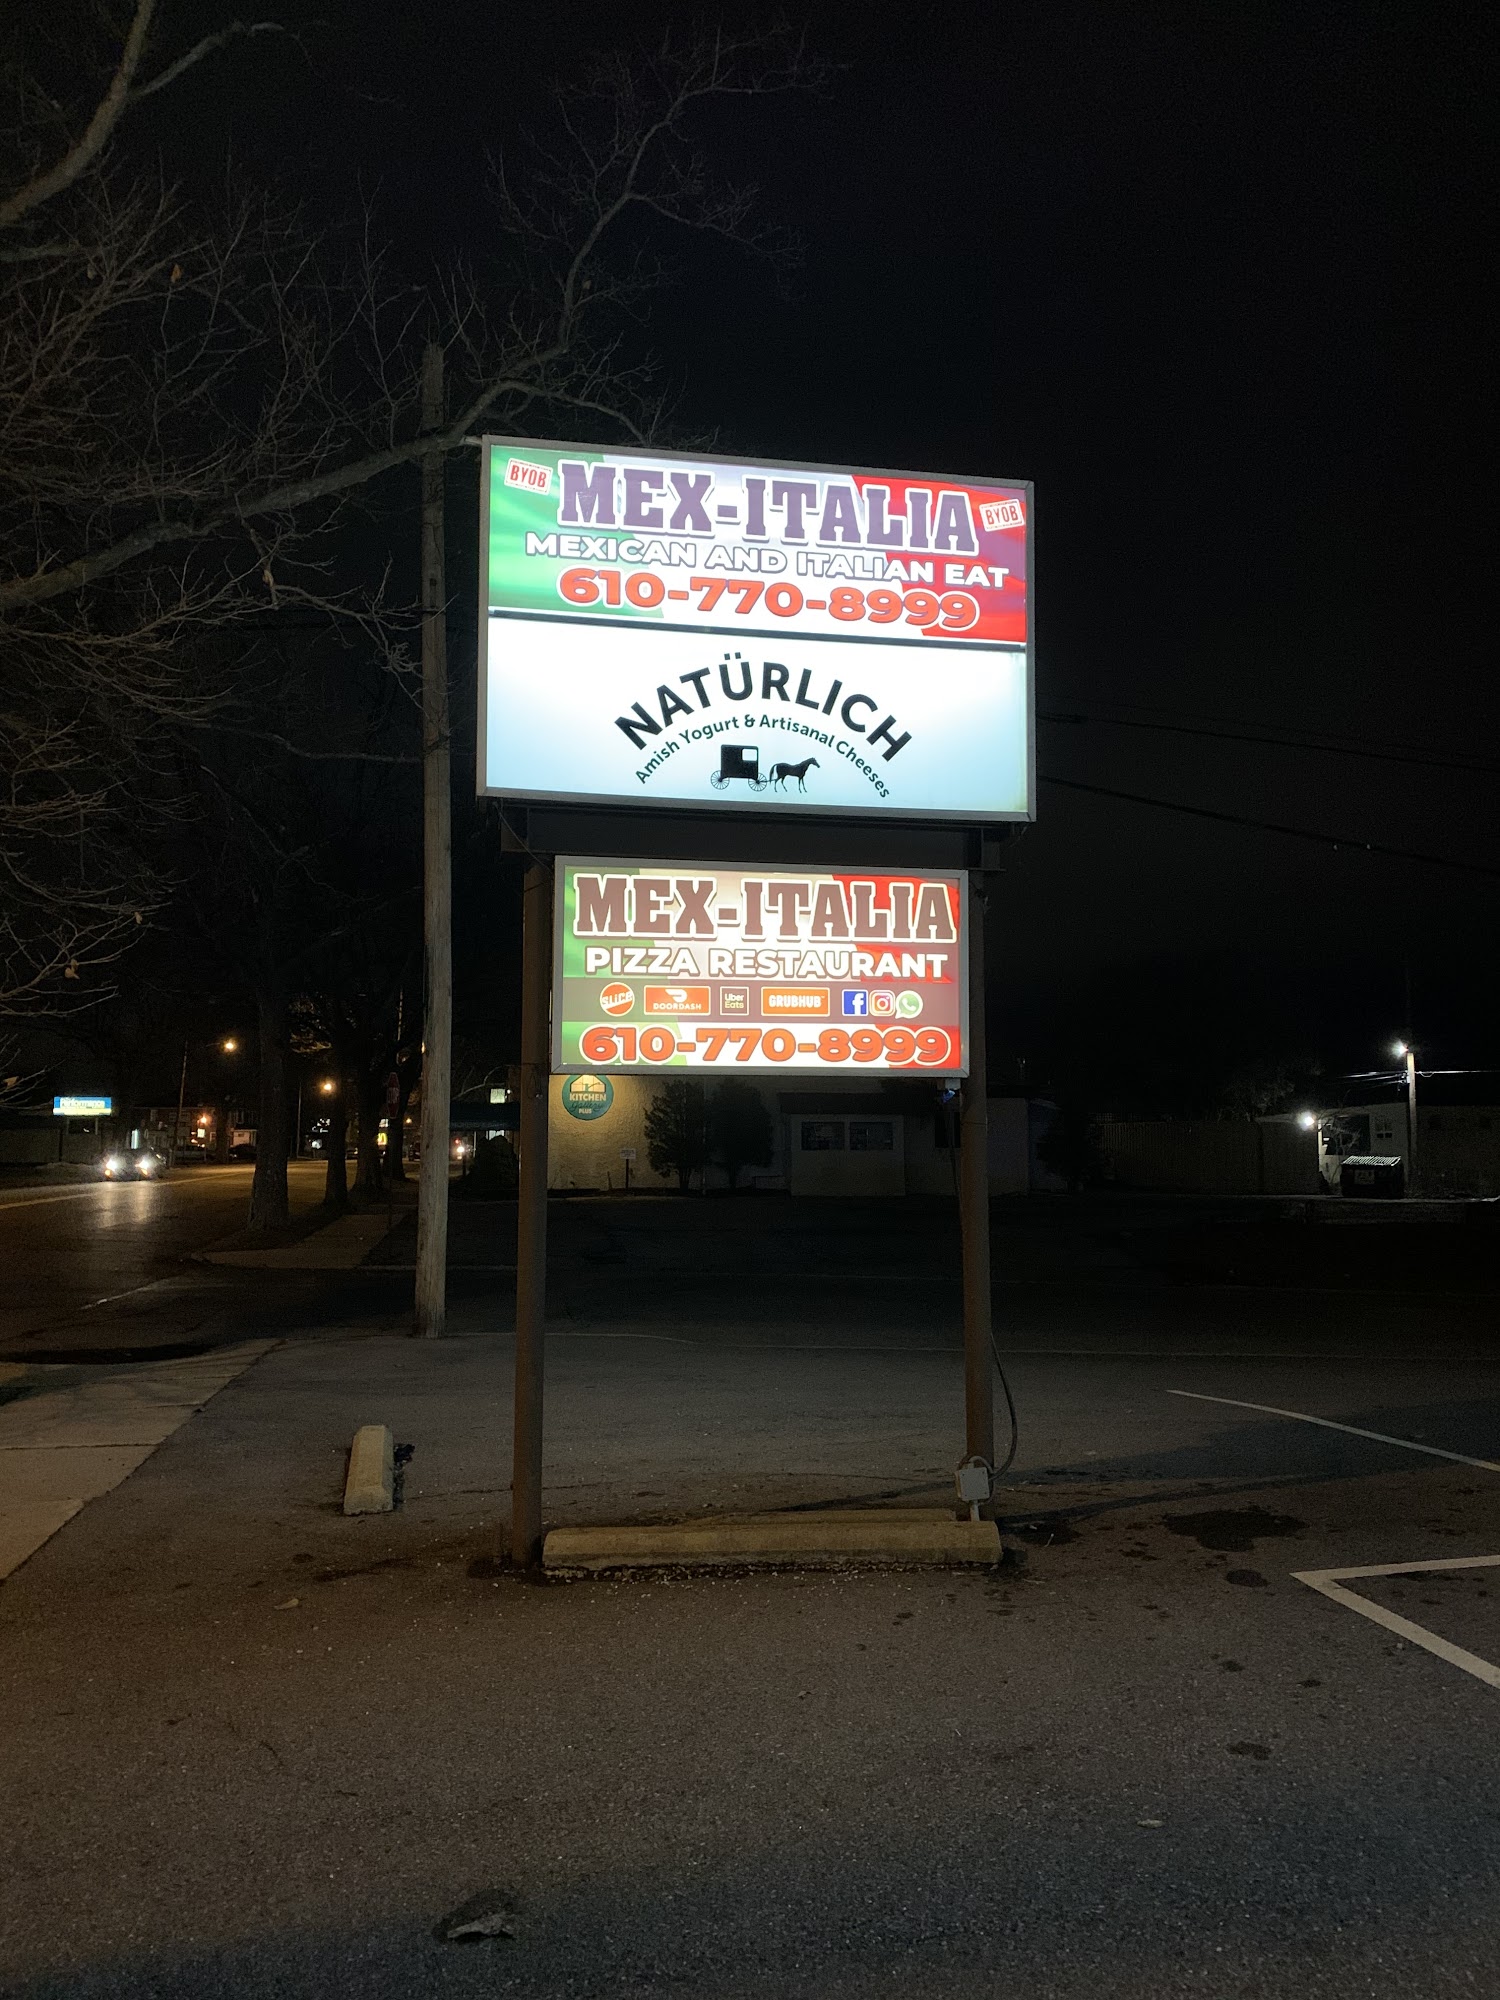 BYOB MEX-ITALIA BYOB
MEXICAN AND ITALIAN EAT
610-770-8999
NATÜRLICH
Amish Yogurt & Artisanal Cheeses
MEX-ITALIA
PIZZA RESTAURANT
SLICE DOORDASH Uber Eats GRUBHUB
610-770-8999
KITCHEN
PLUS